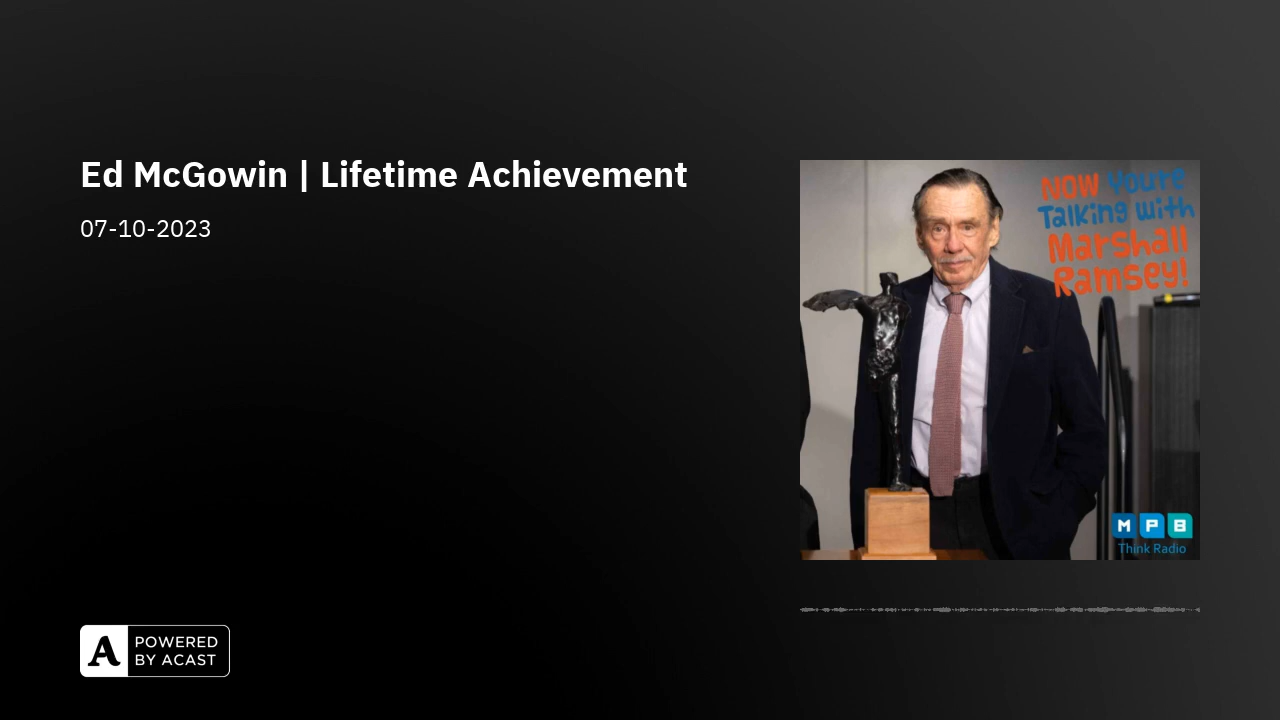 Ed McGowin | Lifetime Achievement
07-10-2023
NOW You're
Talking with
Marshall
Ramsey!
MPB
Think Radio
A
POWERED
BY ACAST